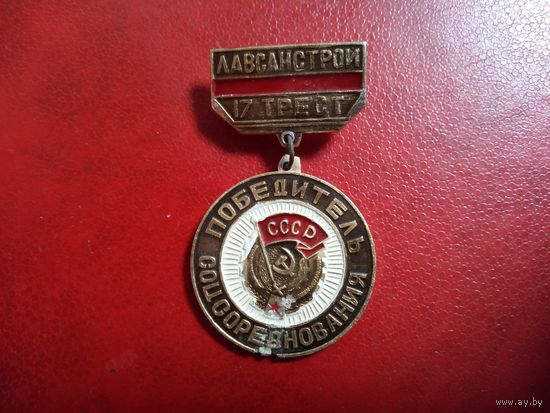 ЛАВСАНСТРОЙ
17 ТРЕСТ
ПОБЕДИТЕЛЬ
СОЦСОРЕВНОВАНИЯ
СССР
www.ay.by